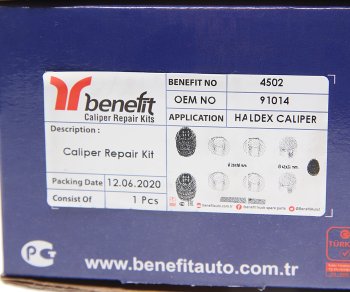 benefit
Caliper Repair Kits
BENEFIT NO 4502
OEM NO 91014
APPLICATION HALDEX CALIPER
Description :
Caliper Repair Kit
Packing Date 12.06.2020
Consist Of 1 Pcs
www.benefitauto.com.tr
TÜRK